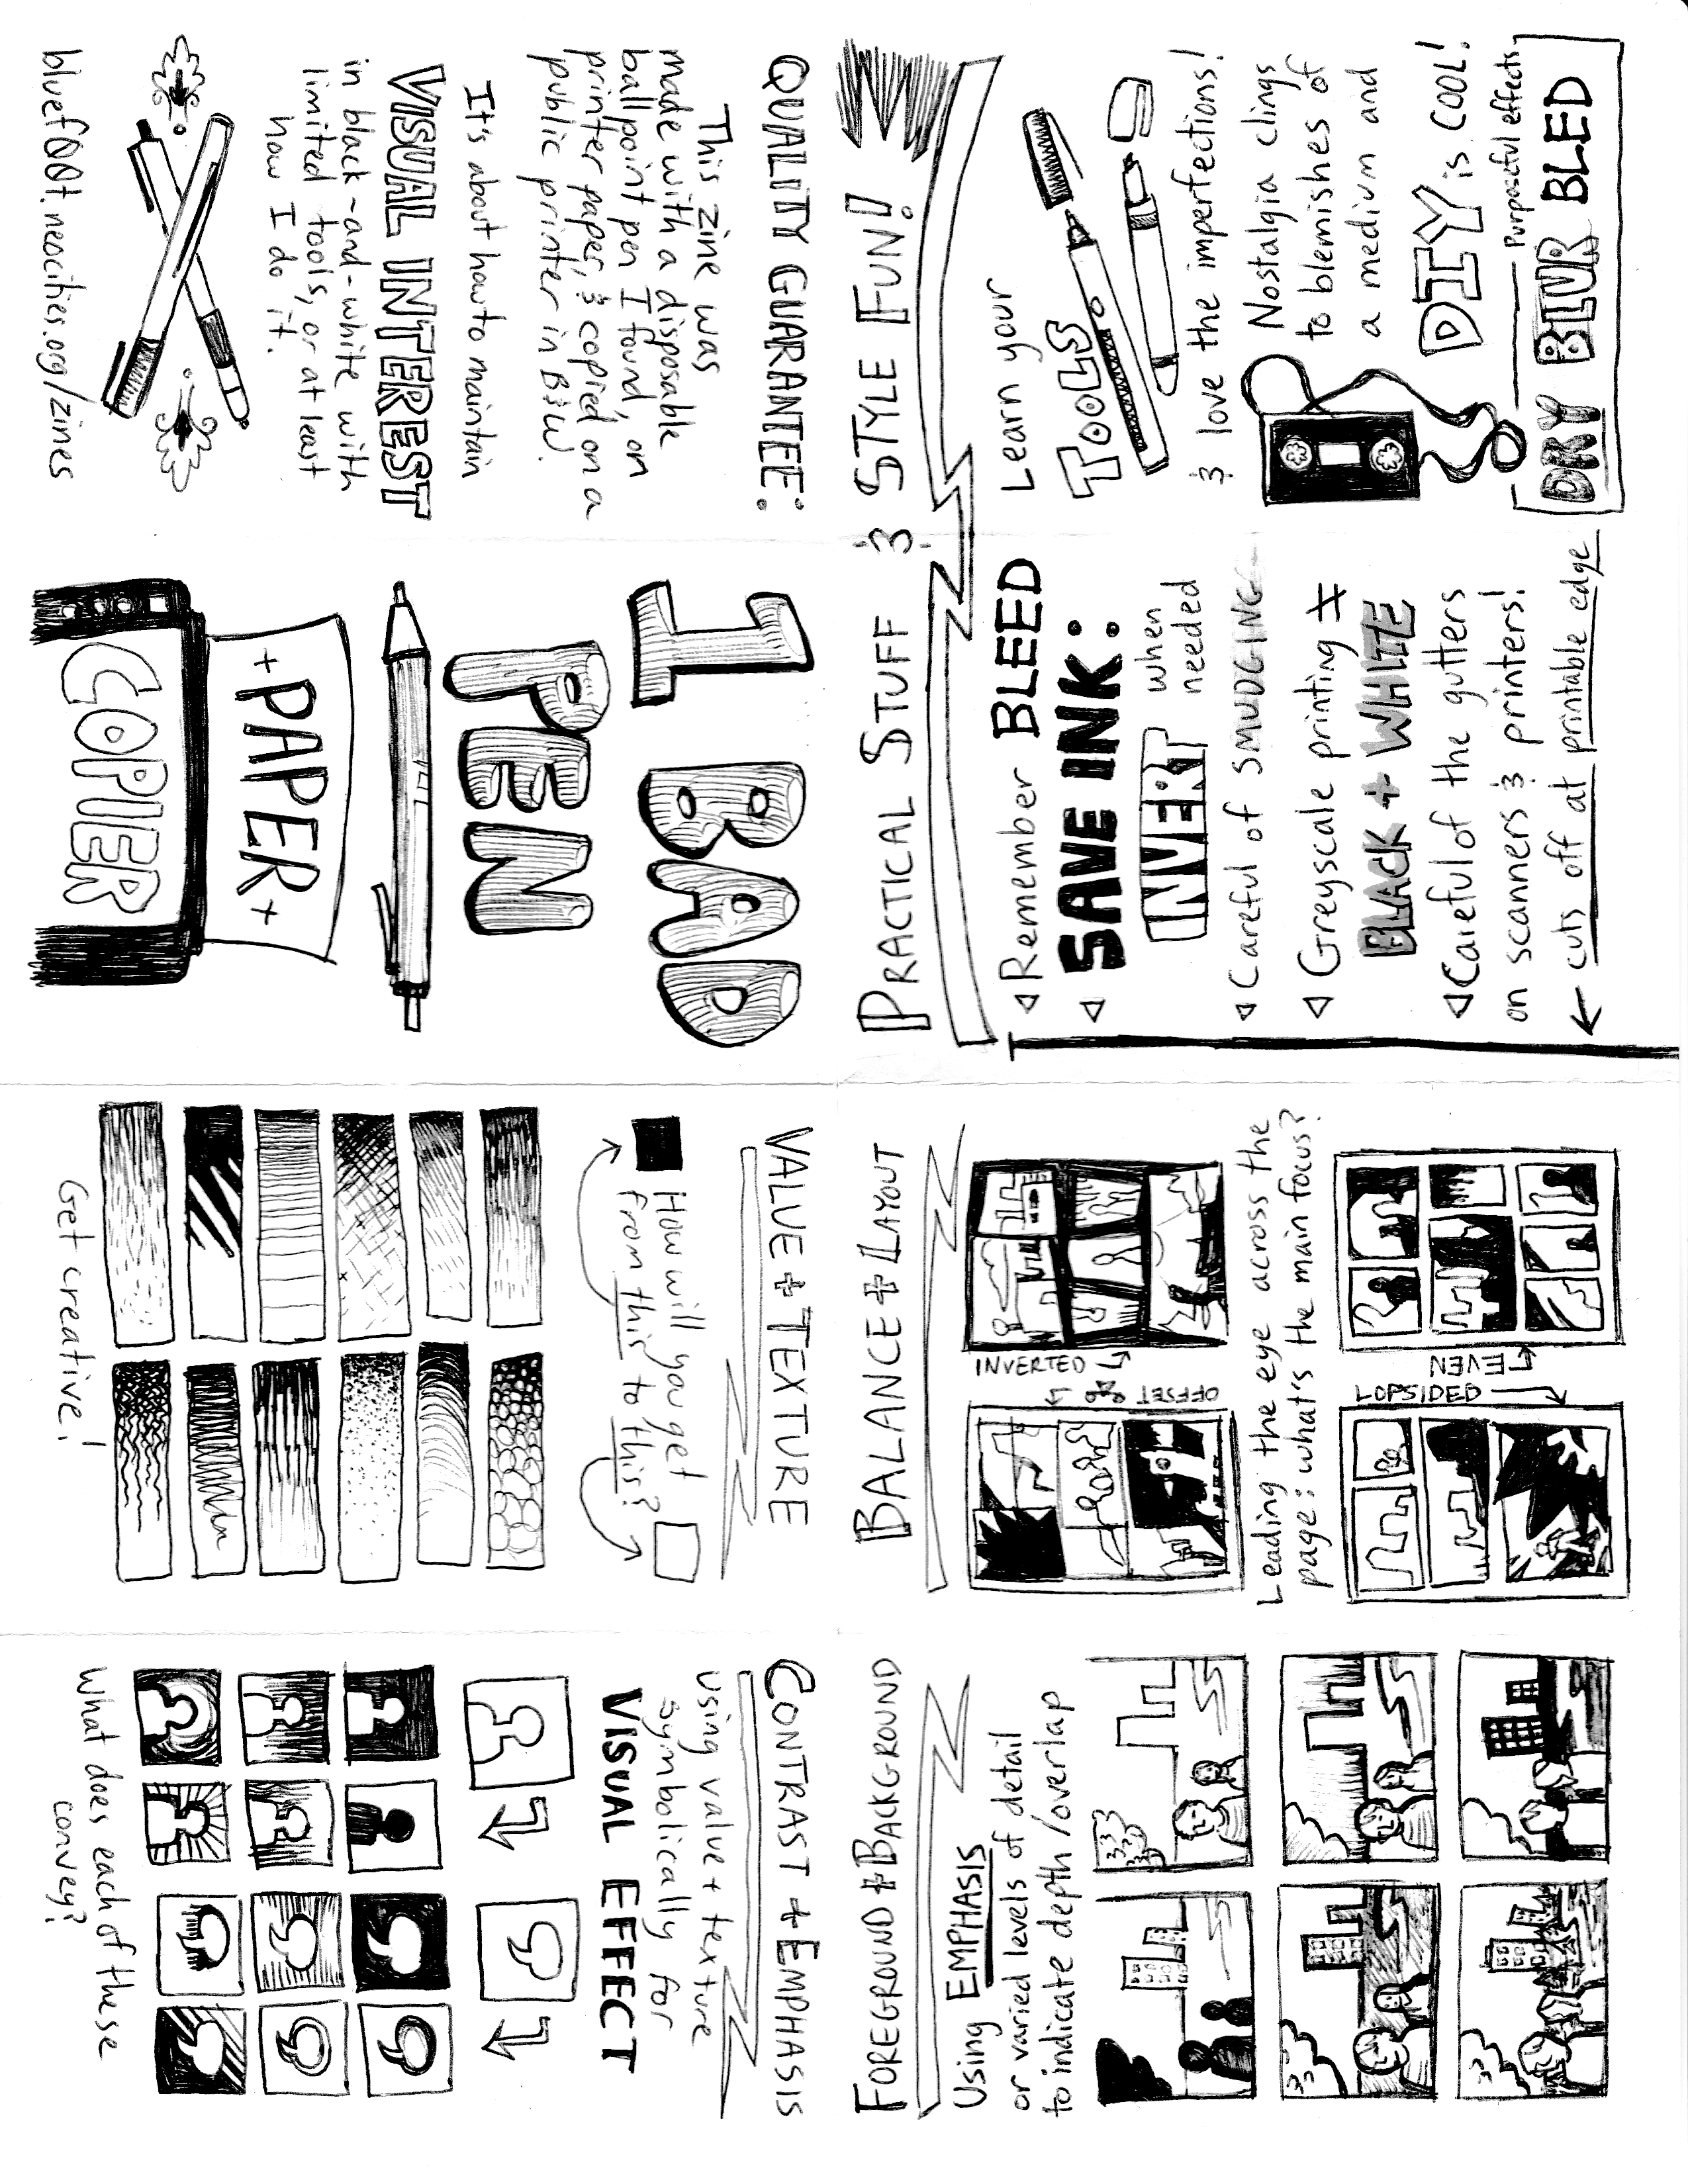 1 BAD
PEN
+PAPER+
COPIER
VALUE + TEXTURE
How will you get
from this to this?
Get creative!
CONTRAST + EMPHASIS
using value + texture
symbolically for
VISUAL EFFECT
What does each of these
convey?
FOREGROUND + BACKGROUND
Using EMPHASIS
or varied levels of detail
to indicate depth/overlap
BALANCE + LAYOUT
INVERTED
OFFSET
Leading the eye across the
page: what's the main focus?
EVEN
LOPSIDED
PRACTICAL STUFF & STYLE FUN!
Remember BLEED
SAVE INK:
INVERT when
needed
Careful of SMUDGING
Greyscale printing ≠
BLACK + WHITE
Careful of the gutters
on scanners & printers!
← cuts off at printable edge
Learn your
TOOLS
& love the imperfections!
Nostalgia clings
to blemishes of
a medium and
DIY is COOL!
Purposeful effects
DRY BLUR BLED
QUALITY GUARANTEE:
This zine was
made with a disposable
ballpoint pen I found, on
printer paper, & copied on a
public printer in B&W.
It's about how to maintain
VISUAL INTEREST
in black-and-white with
limited tools, or at least
how I do it.
bluef00t.neocities.org/zines